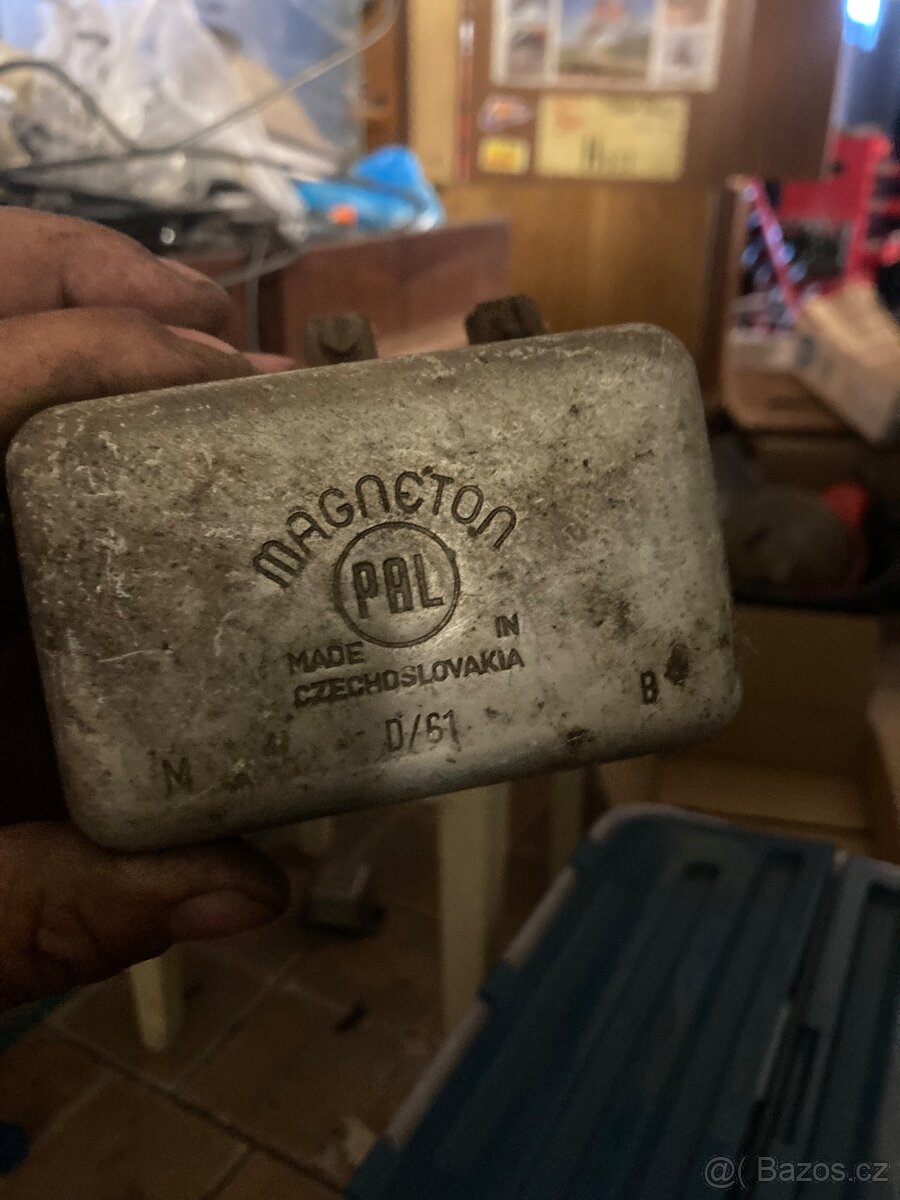 MAGNETON
PAL
MADE IN
CZECHOSLOVAKIA
D/61
M
B
@( Bazos.cz